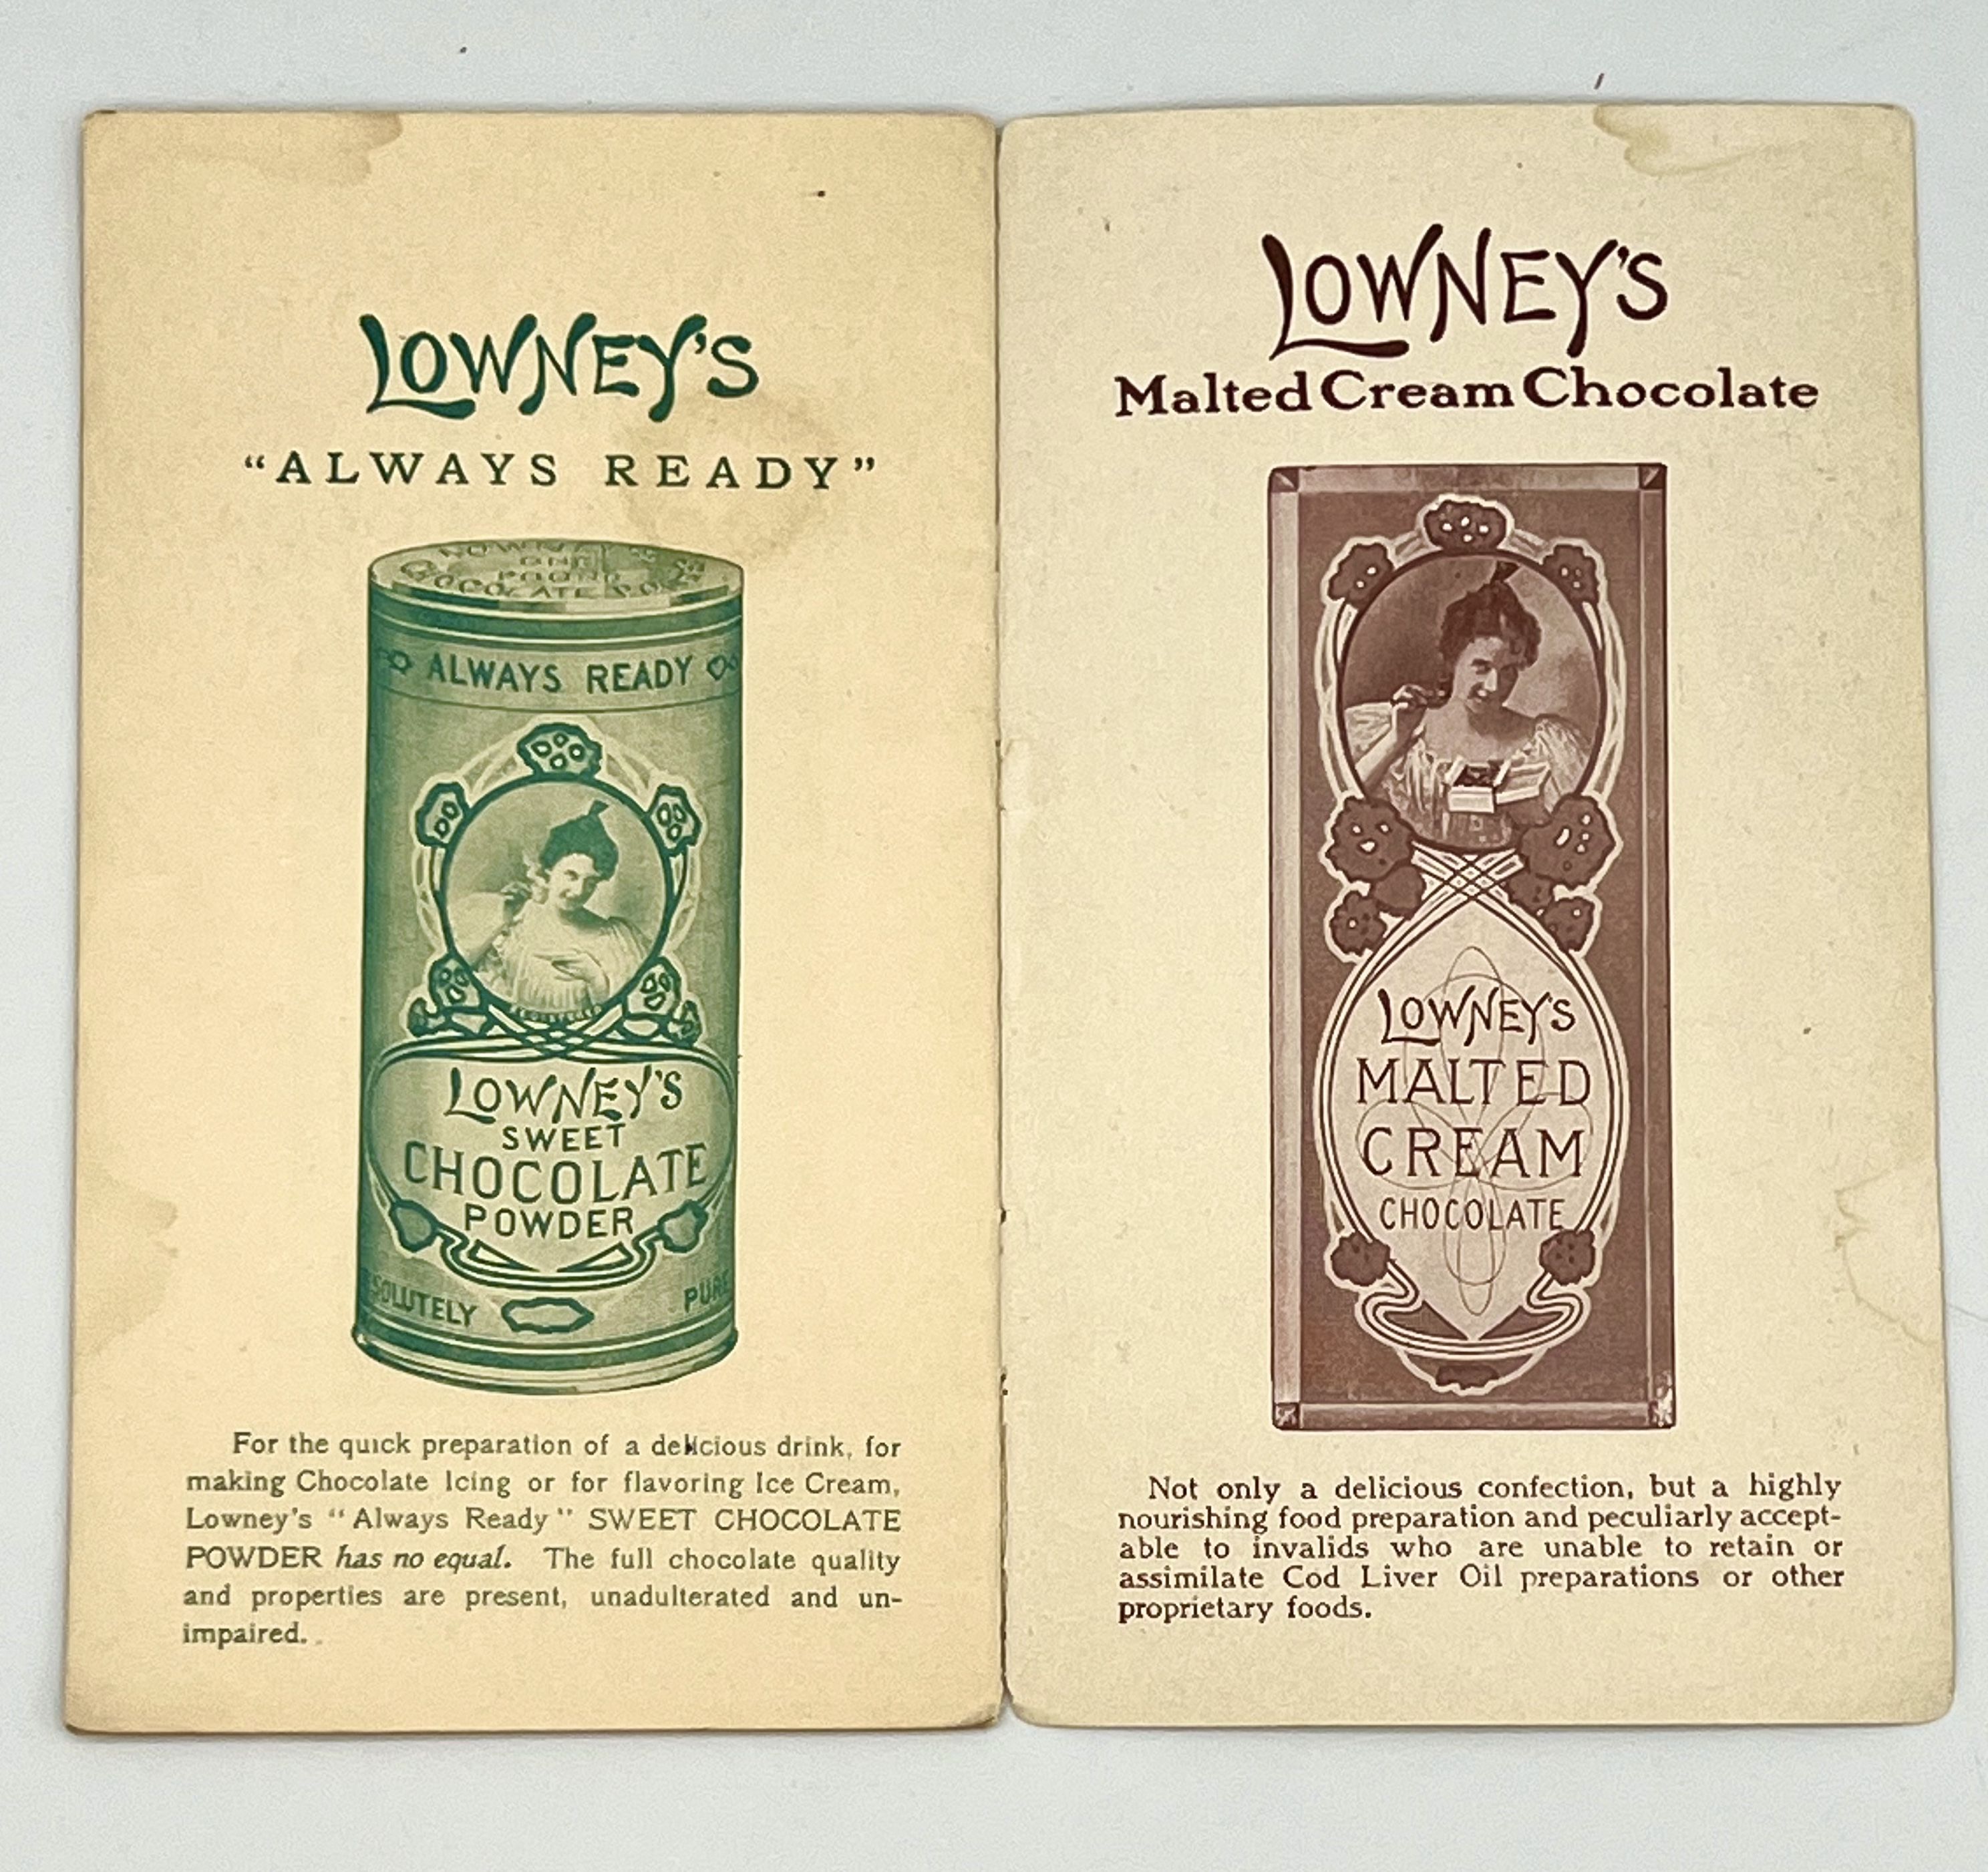 LOWNEY'S
"ALWAYS READY"
LOWNEY'S
ONE
POUND
CHOCOLATE
ALWAYS READY
LOWNEY'S
SWEET
CHOCOLATE
POWDER
SOLUTELY PURE
For the quick preparation of a delicious drink, for
making Chocolate Icing or for flavoring Ice Cream,
Lowney's "Always Ready" SWEET CHOCOLATE
POWDER has no equal. The full chocolate quality
and properties are present, unadulterated and un-
impaired.
LOWNEY'S
Malted Cream Chocolate
LOWNEY'S
MALTED
CREAM
CHOCOLATE
Not only a delicious confection, but a highly
nourishing food preparation and peculiarly accept-
able to invalids who are unable to retain or
assimilate Cod Liver Oil preparations or other
proprietary foods.